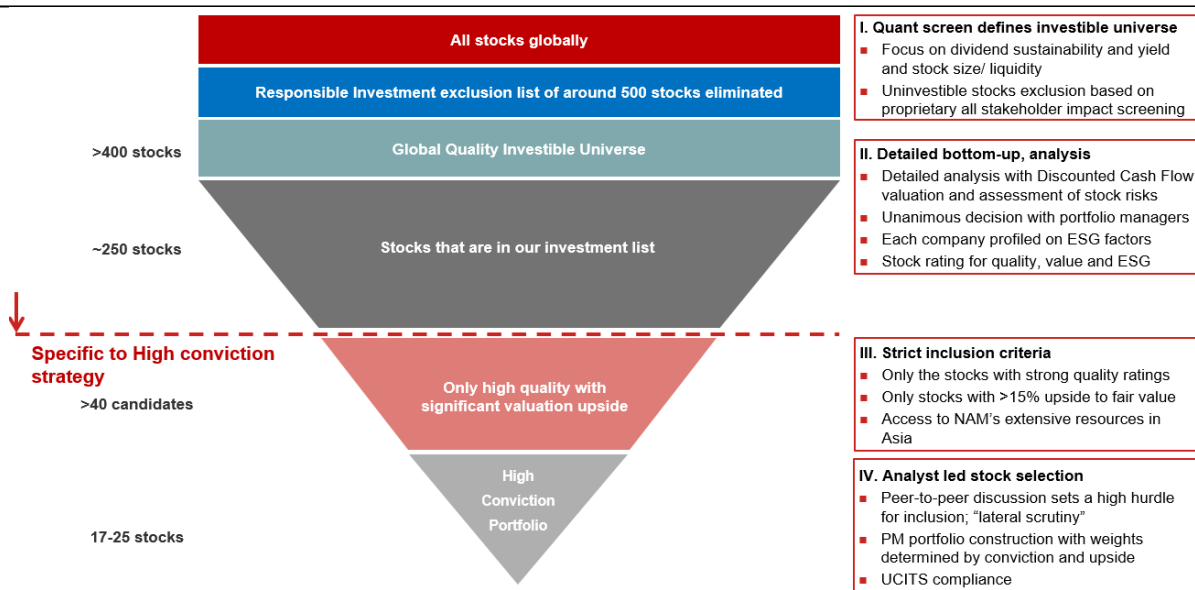 All stocks globally
Responsible Investment exclusion list of around 500 stocks eliminated
>400 stocks
Global Quality Investible Universe
~250 stocks
Stocks that are in our investment list
Specific to High conviction
strategy
>40 candidates
Only high quality with
significant valuation upside
High
Conviction
Portfolio
17-25 stocks
I. Quant screen defines investible universe
■ Focus on dividend sustainability and yield
and stock size/ liquidity
■ Uninvestible stocks exclusion based on
proprietary all stakeholder impact screening
II. Detailed bottom-up, analysis
■ Detailed analysis with Discounted Cash Flow
valuation and assessment of stock risks
■ Unanimous decision with portfolio managers
■ Each company profiled on ESG factors
■ Stock rating for quality, value and ESG
III. Strict inclusion criteria
■ Only the stocks with strong quality ratings
■ Only stocks with >15% upside to fair value
■ Access to NAM's extensive resources in
Asia
IV. Analyst led stock selection
■ Peer-to-peer discussion sets a high hurdle
for inclusion; "lateral scrutiny"
■ PM portfolio construction with weights
determined by conviction and upside
■ UCITS compliance